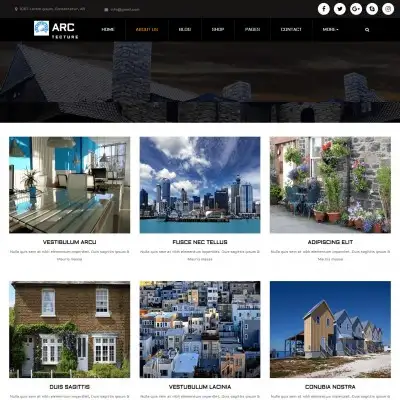 ARC
TECTURE
HOME
ABOUT US
BLOG
SHOP
PAGES
CONTACT
MORE
VESTIBULUM ARCU
FUSCE NEC TELLUS
ADIPISCING ELIT
Nulla quis sem at nibh elementum imperdiet. Duis sagittis ipsum &
Mauris massa
Nulla quis sem at nibh elementum imperdiet. Duis sagittis ipsum &
Mauris massa
Nulla quis sem at nibh elementum imperdiet. Duis sagittis ipsum &
Mauris massa
DUIS SAGITTIS
VESTUBULUM LACINIA
CONUBIA NOSTRA
Nulla quis sem at nibh elementum imperdiet. Duis sagittis ipsum &
Nulla quis sem at nibh elementum imperdiet. Duis sagittis ipsum &
Nulla quis sem at nibh elementum imperdiet. Duis sagittis ipsum &